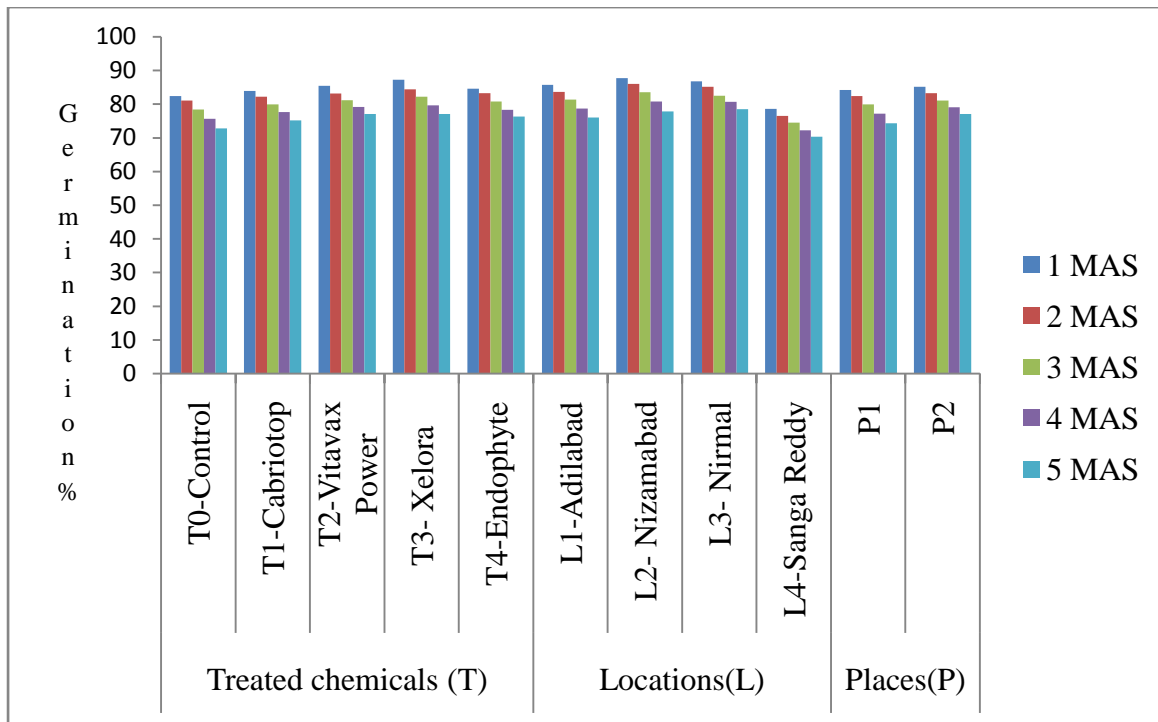 Germination%
100
90
80
70
60
50
40
30
20
10
0
T0-Control
T1-Cabriotop
T2-Vitavax
Power
T3- Xelora
T4-Endophyte
L1-Adilabad
L2- Nizamabad
L3- Nirmal
L4-Sanga Reddy
P1
P2
Treated chemicals (T)
Locations(L)
Places(P)
1 MAS
2 MAS
3 MAS
4 MAS
5 MAS